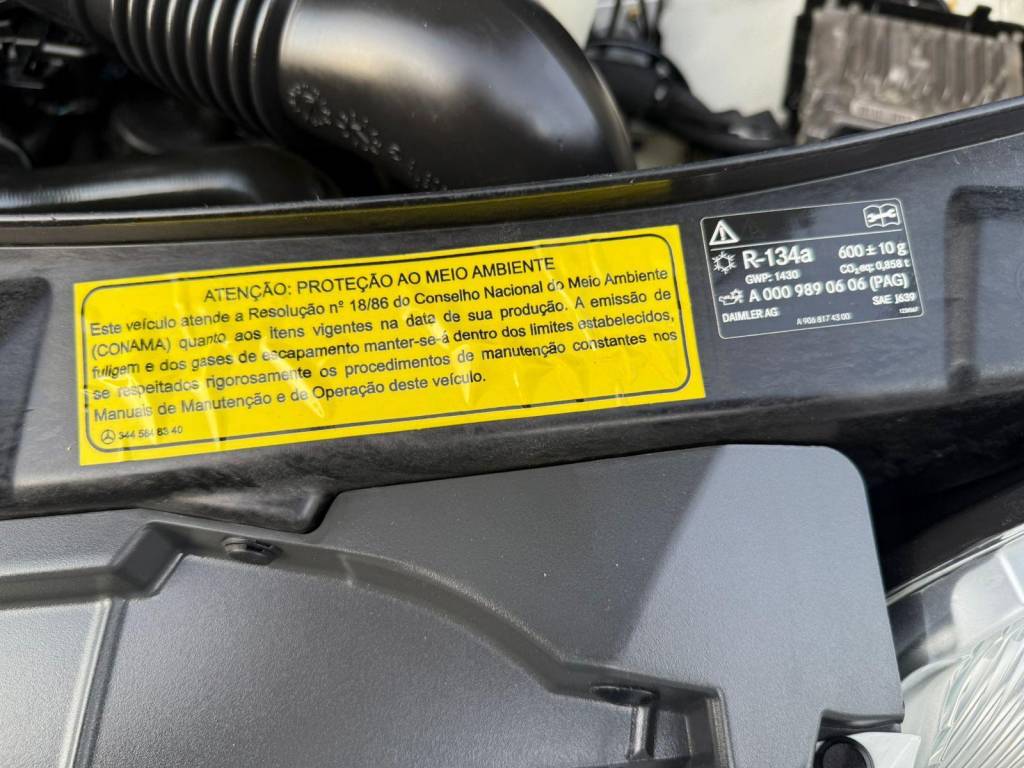 ATENÇÃO: PROTEÇÃO AO MEIO AMBIENTE
Este veículo atende a Resolução nº 18/86 do Conselho Nacional do Meio Ambiente
(CONAMA) quanto aos itens vigentes na data de sua produção. A emissão de
fuligem e dos gases de escapamento manter-se-á dentro dos limites estabelecidos,
se respeitados rigorosamente os procedimentos de manutenção constantes nos
Manuais de Manutenção e de Operação deste veículo.
344 584 83 40
R-134a 600 ± 10 g
GWP: 1430 CO₂eq: 0,858 t
A 000 989 06 06 (PAG)
DAIMLER AG SAE J639
A 906 817 43 00